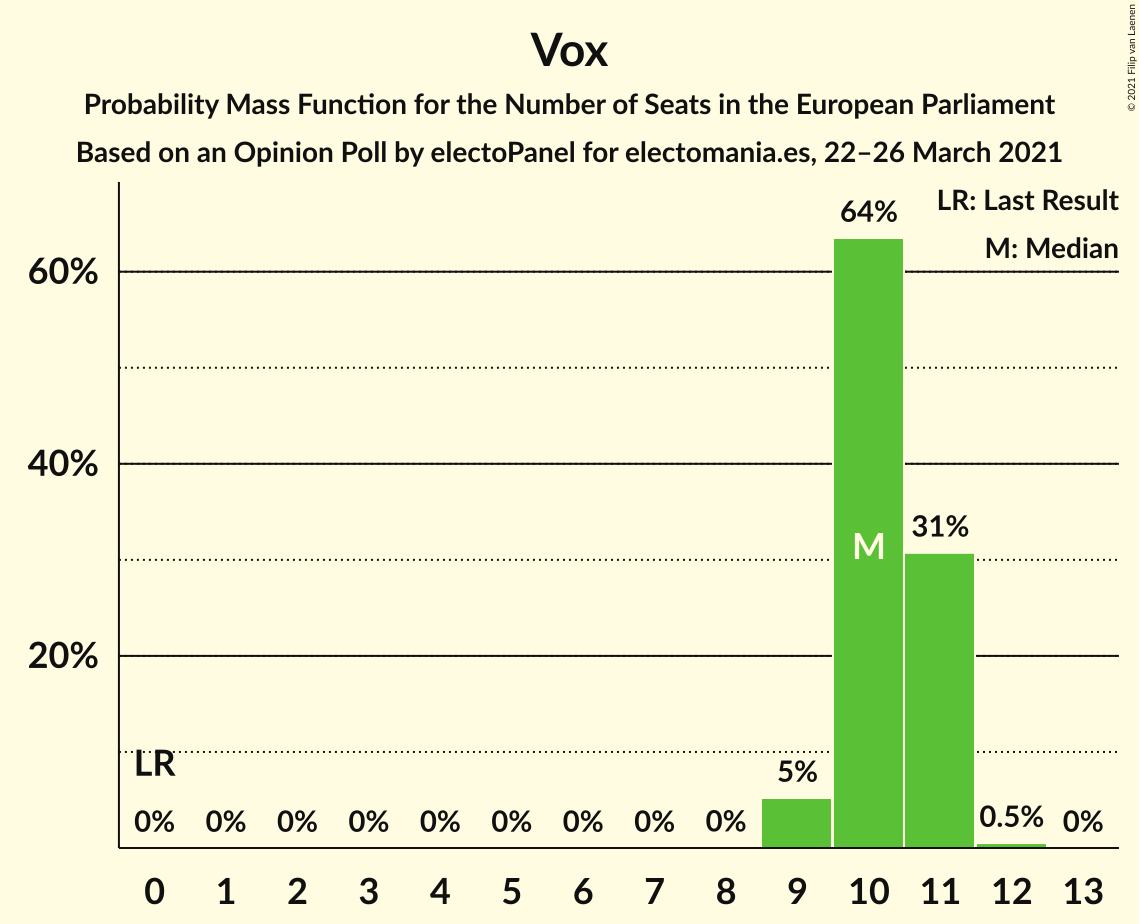 Vox
Probability Mass Function for the Number of Seats in the European Parliament
Based on an Opinion Poll by electoPanel for electomania.es, 22–26 March 2021
© 2021 Filip van Laenen
LR: Last Result
M: Median
64%
60%
40%
M
31%
20%
LR
5%
0% 0% 0% 0% 0% 0% 0% 0% 0% 0.5% 0%
0 1 2 3 4 5 6 7 8 9 10 11 12 13